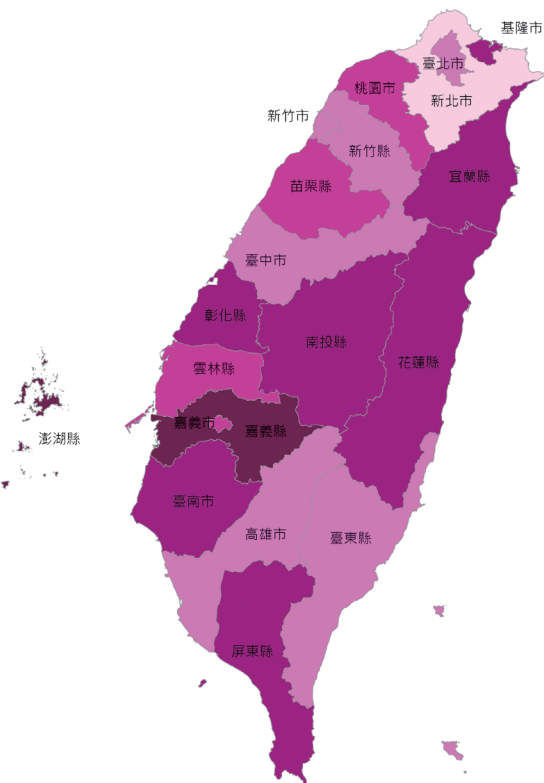 基隆市
臺北市
桃園市
新北市
新竹市
新竹縣
宜蘭縣
苗栗縣
臺中市
彰化縣
南投縣
花蓮縣
雲林縣
嘉義市
嘉義縣
澎湖縣
臺南市
高雄市
臺東縣
屏東縣